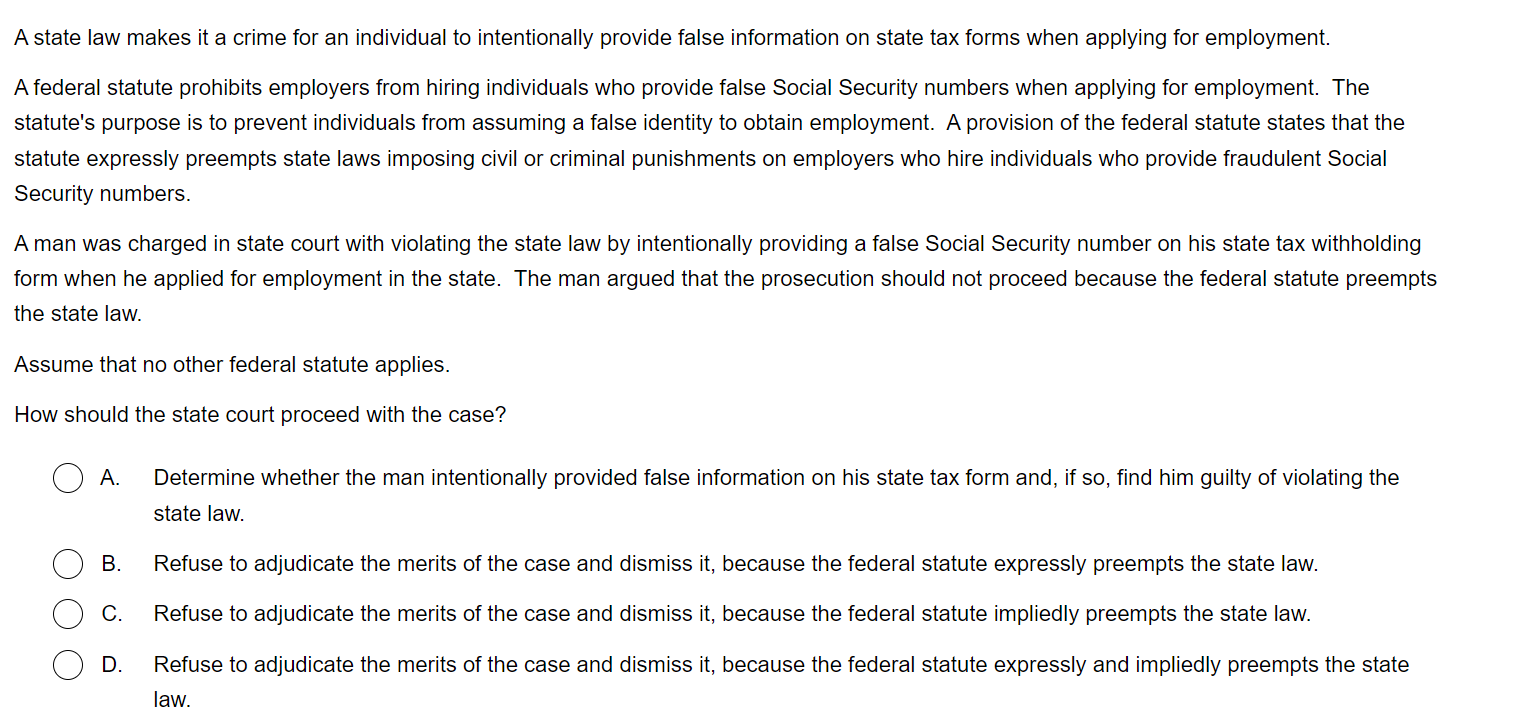 A state law makes it a crime for an individual to intentionally provide false information on state tax forms when applying for employment.
A federal statute prohibits employers from hiring individuals who provide false Social Security numbers when applying for employment.  The
statute's purpose is to prevent individuals from assuming a false identity to obtain employment.  A provision of the federal statute states that the
statute expressly preempts state laws imposing civil or criminal punishments on employers who hire individuals who provide fraudulent Social
Security numbers.
A man was charged in state court with violating the state law by intentionally providing a false Social Security number on his state tax withholding
form when he applied for employment in the state.  The man argued that the prosecution should not proceed because the federal statute preempts
the state law.
Assume that no other federal statute applies.
How should the state court proceed with the case?
A. Determine whether the man intentionally provided false information on his state tax form and, if so, find him guilty of violating the
state law.
B. Refuse to adjudicate the merits of the case and dismiss it, because the federal statute expressly preempts the state law.
C. Refuse to adjudicate the merits of the case and dismiss it, because the federal statute impliedly preempts the state law.
D. Refuse to adjudicate the merits of the case and dismiss it, because the federal statute expressly and impliedly preempts the state
law.